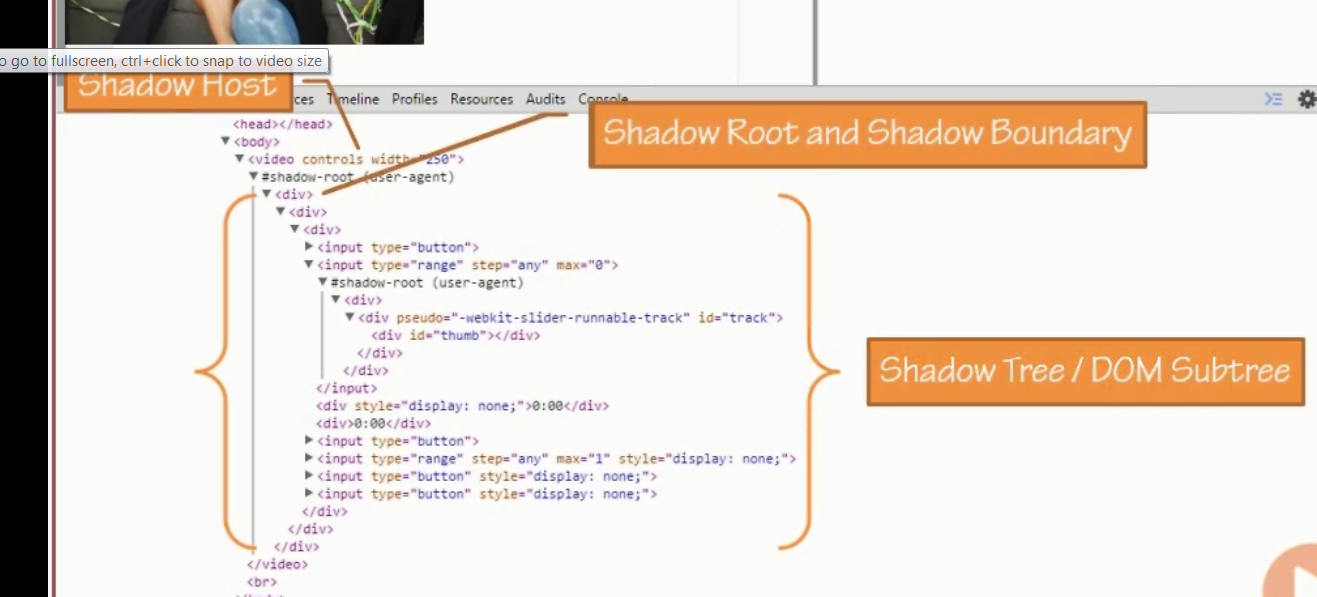 o go to fullscreen, ctrl+click to snap to video size
Shadow Host
ces Timeline Profiles Resources Audits Console
Shadow Root and Shadow Boundary
<head></head>
▼<body>
▼<video controls width="250">
▼#shadow-root (user-agent)
▼<div>
▼<div>
▼<div>
▶<input type="button">
▼<input type="range" step="any" max="0">
▼#shadow-root (user-agent)
▼<div>
▼<div pseudo="-webkit-slider-runnable-track" id="track">
<div id="thumb"></div>
</div>
</div>
</input>
Shadow Tree / DOM Subtree
<div style="display: none;">0:00</div>
<div>0:00</div>
▶<input type="button">
▶<input type="range" step="any" max="1" style="display: none;">
▶<input type="button" style="display: none;">
▶<input type="button" style="display: none;">
</div>
</div>
</div>
</video>
<br>